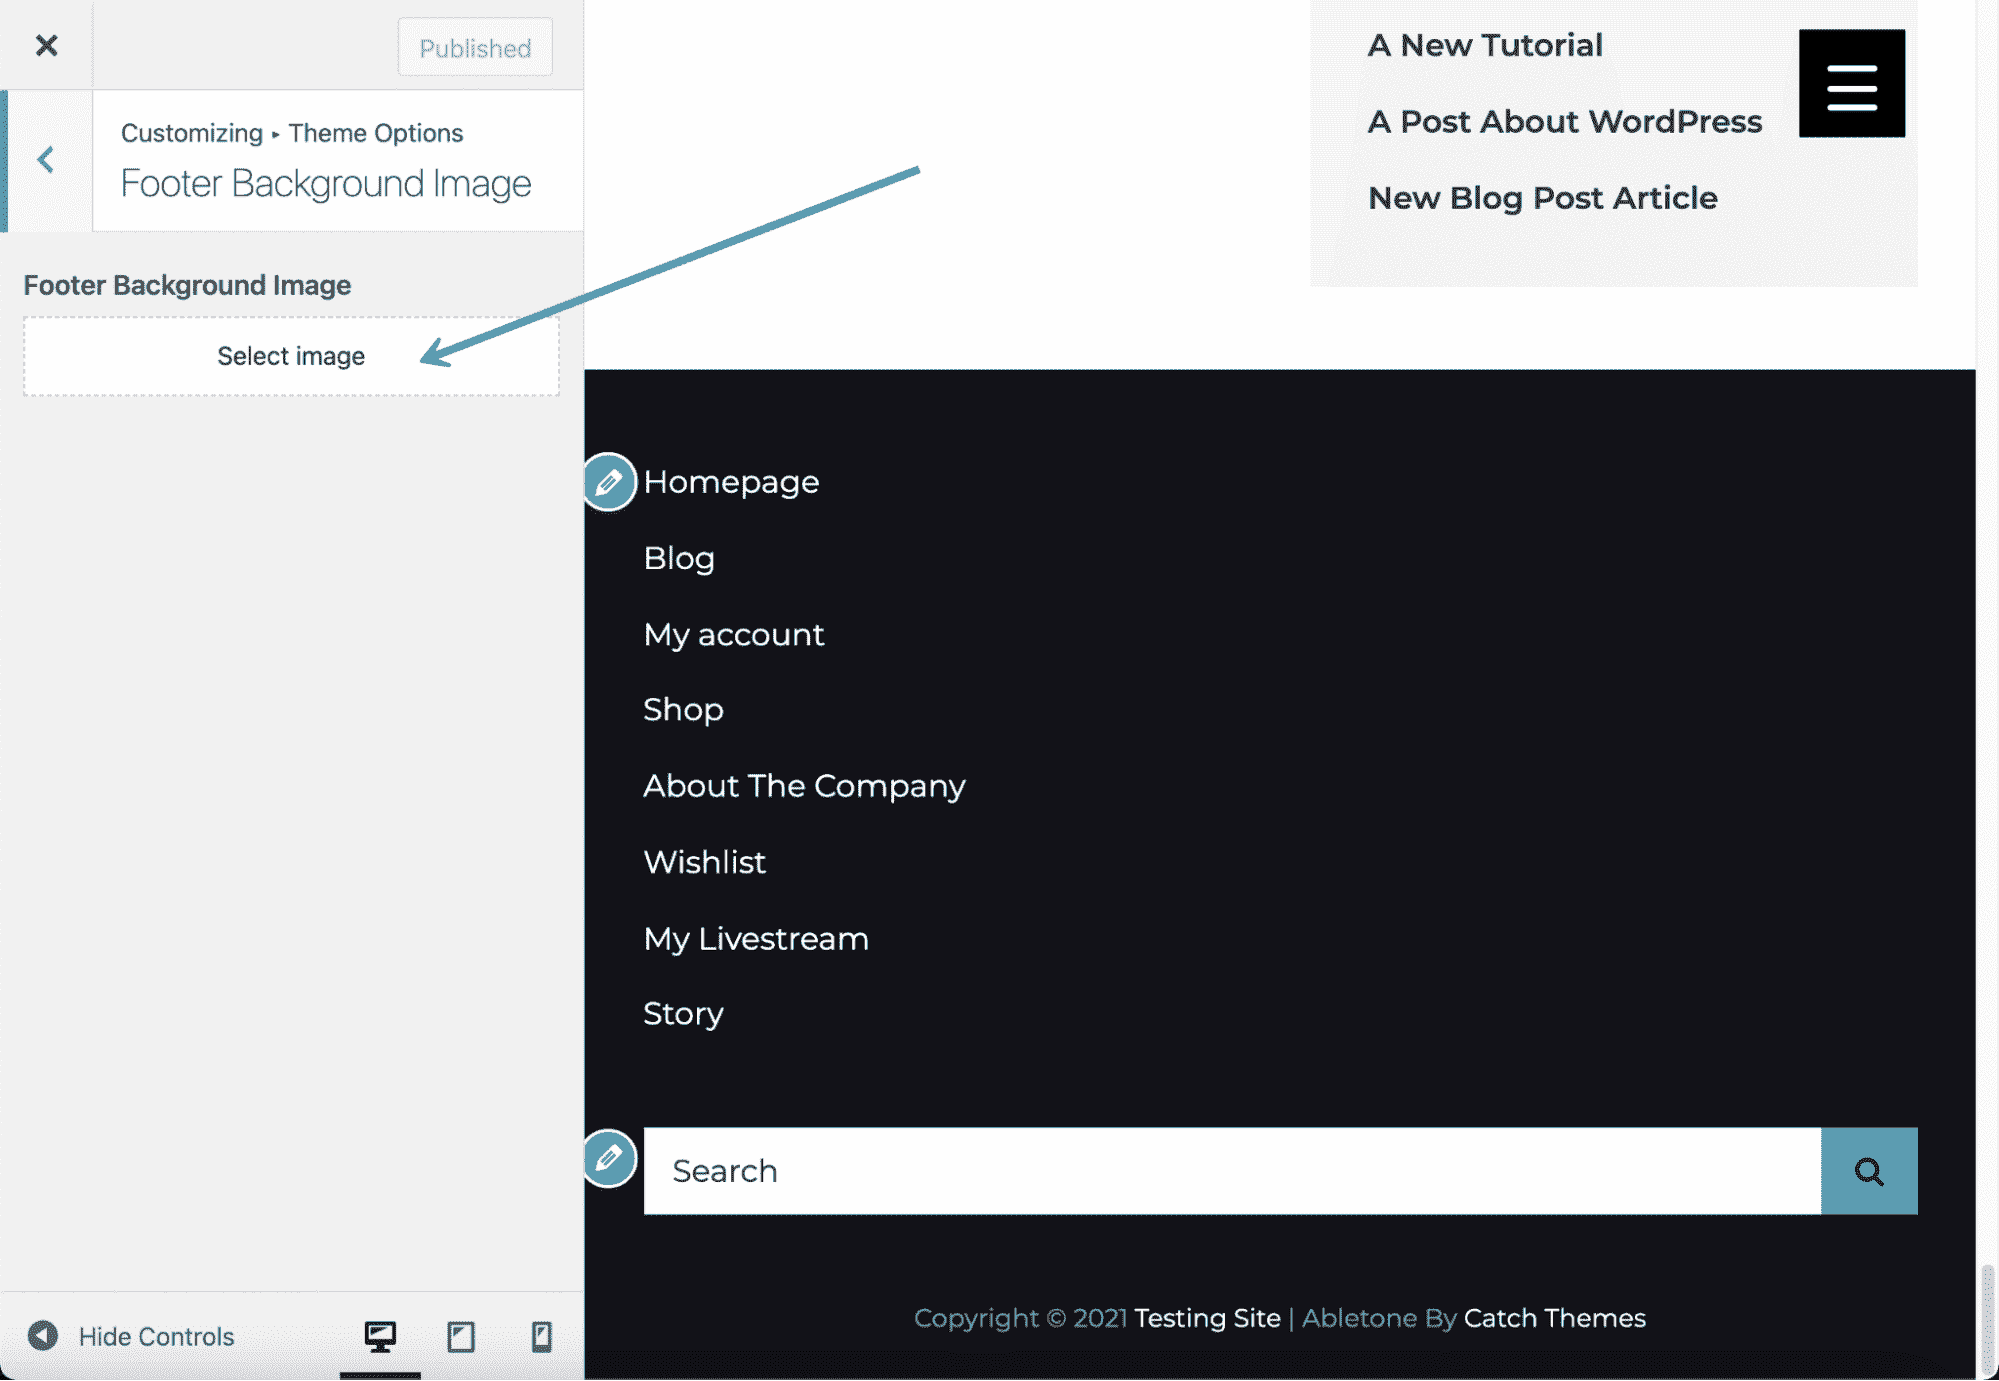 Published
Customizing ▸ Theme Options
Footer Background Image
Footer Background Image
Select image
Hide Controls
A New Tutorial
A Post About WordPress
New Blog Post Article
Homepage
Blog
My account
Shop
About The Company
Wishlist
My Livestream
Story
Search
Copyright © 2021 Testing Site | Abletone By Catch Themes